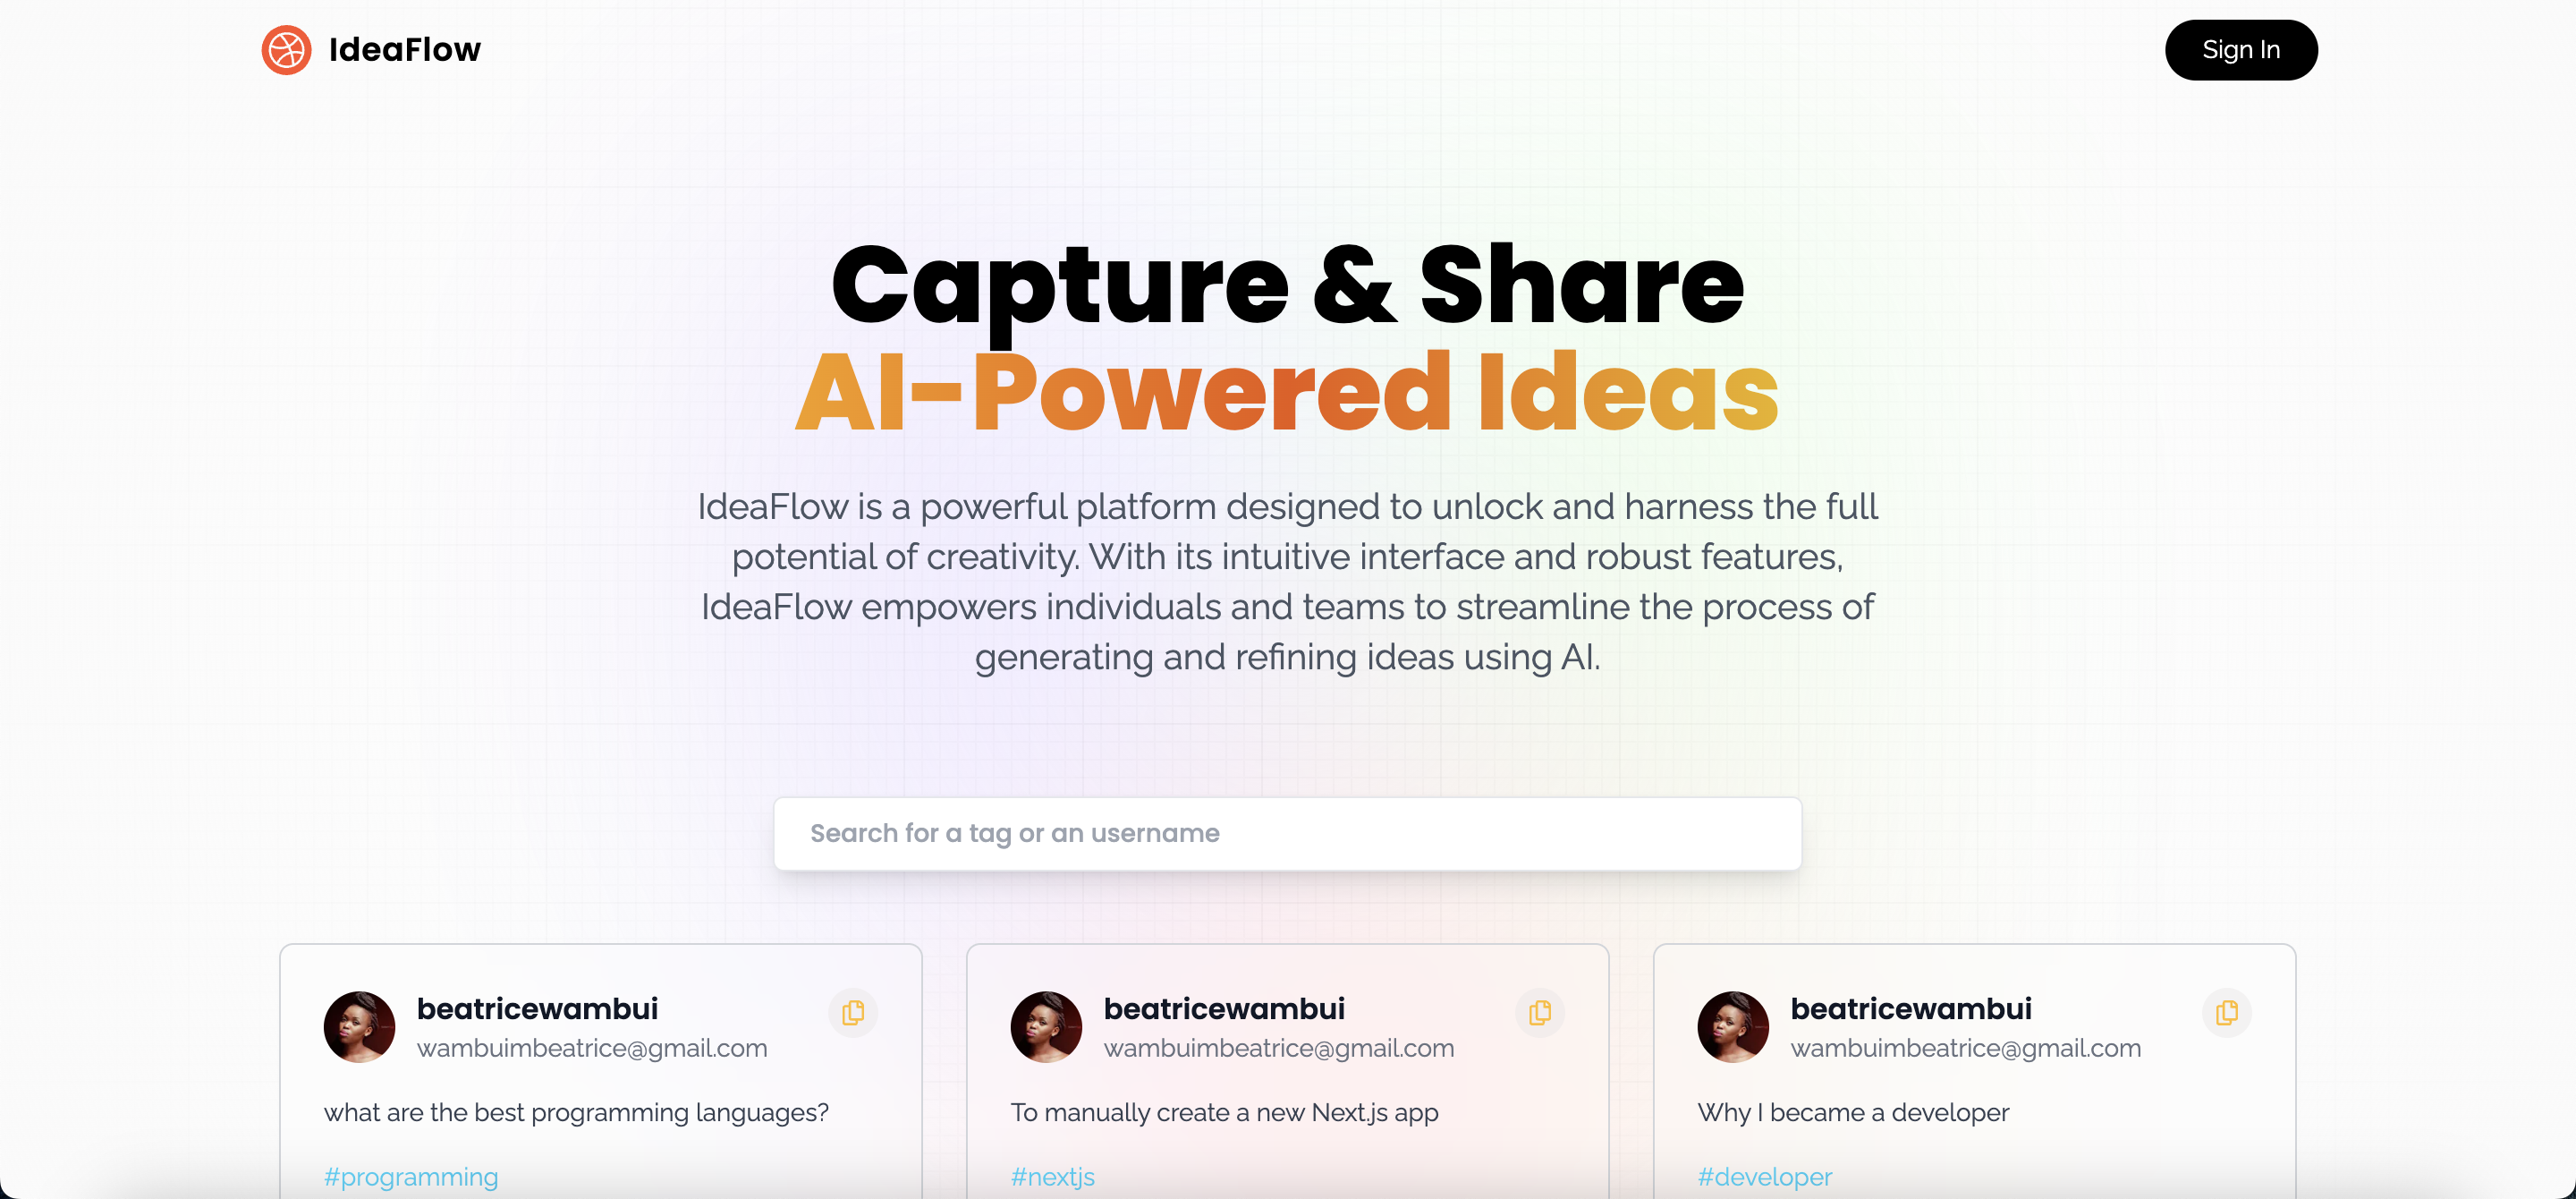 IdeaFlow
Sign In
Capture & Share
AI-Powered Ideas
IdeaFlow is a powerful platform designed to unlock and harness the full
potential of creativity. With its intuitive interface and robust features,
IdeaFlow empowers individuals and teams to streamline the process of
generating and refining ideas using AI.
Search for a tag or an username
beatricewambui
wambuimbeatrice@gmail.com
what are the best programming languages?
#programming
beatricewambui
wambuimbeatrice@gmail.com
To manually create a new Next.js app
#nextjs
beatricewambui
wambuimbeatrice@gmail.com
Why I became a developer
#developer